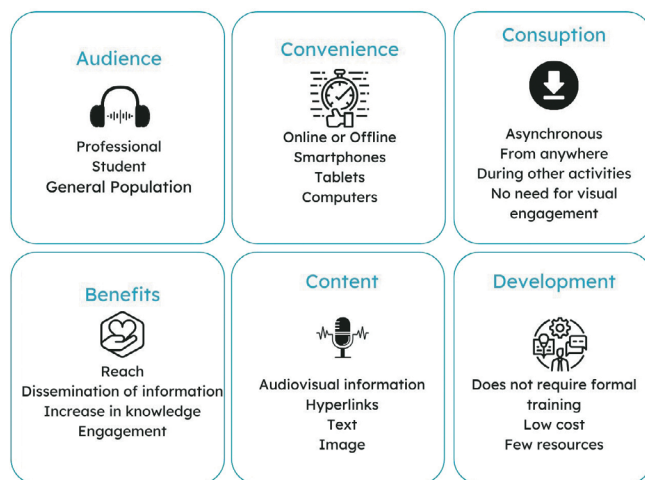 Audience
Professional
Student
General Population
Convenience
Online or Offline
Smartphones
Tablets
Computers
Consuption
Asynchronous
From anywhere
During other activities
No need for visual
engagement
Benefits
Reach
Dissemination of information
Increase in knowledge
Engagement
Content
Audiovisual information
Hyperlinks
Text
Image
Development
Does not require formal
training
Low cost
Few resources